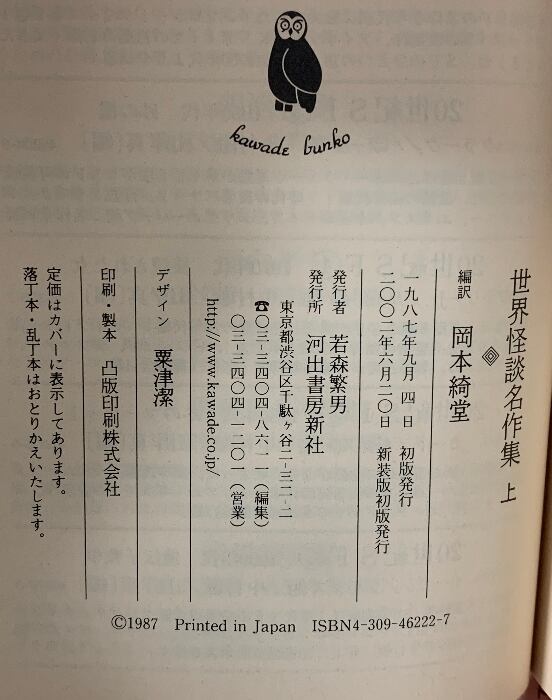 kawade bunko
世界怪談名作集 上
編訳 岡本綺堂
一九八七年九月 四日 初版発行
二〇〇二年六月二〇日 新装版初版発行
発行者 若森繁男
発行所 河出書房新社
東京都渋谷区千駄ヶ谷二-三二-二
☎〇三-三四〇四-八六一一(編集)
〇三-三四〇四-一二〇一(営業)
http://www.kawade.co.jp/
デザイン 粟津潔
印刷・製本 凸版印刷株式会社
定価はカバーに表示してあります。
落丁本・乱丁本はおとりかえいたします。
©1987 Printed in Japan ISBN4-309-46222-7